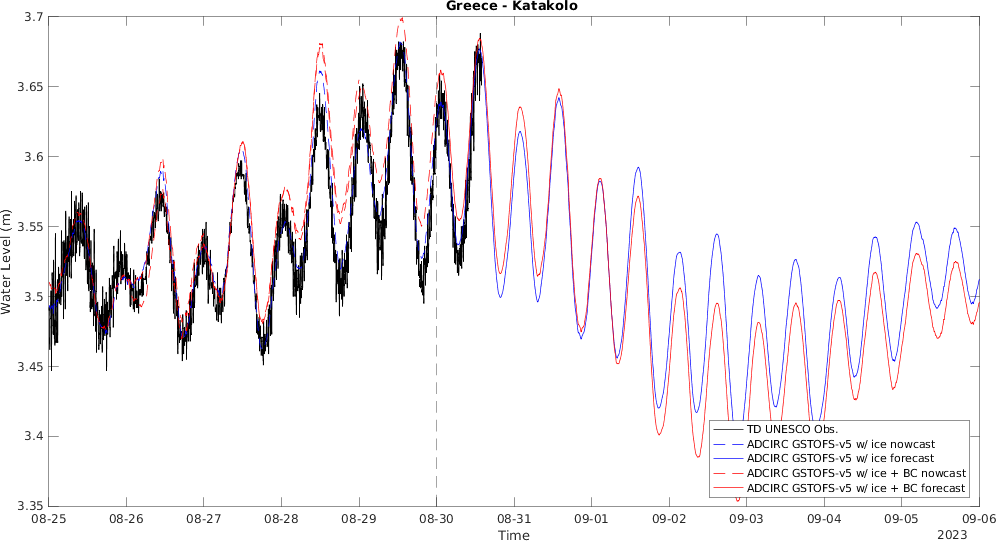 Greece - Katakolo
Water Level (m)
3.7
3.65
3.6
3.55
3.5
3.45
3.4
3.35
TD UNESCO Obs.
ADCIRC GSTOFS-v5 w/ ice nowcast
ADCIRC GSTOFS-v5 w/ ice forecast
ADCIRC GSTOFS-v5 w/ ice + BC nowcast
ADCIRC GSTOFS-v5 w/ ice + BC forecast
08-25 08-26 08-27 08-28 08-29 08-30 08-31 09-01 09-02 09-03 09-04 09-05 09-06
Time
2023